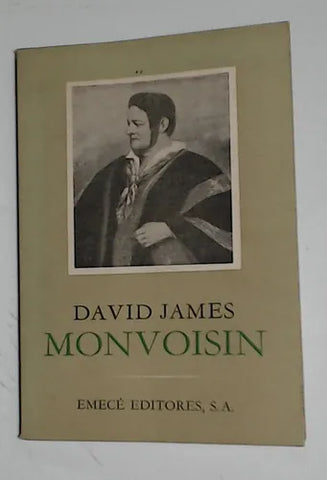 DAVID JAMES
MONVOISIN
EMECÉ EDITORES, S.A.